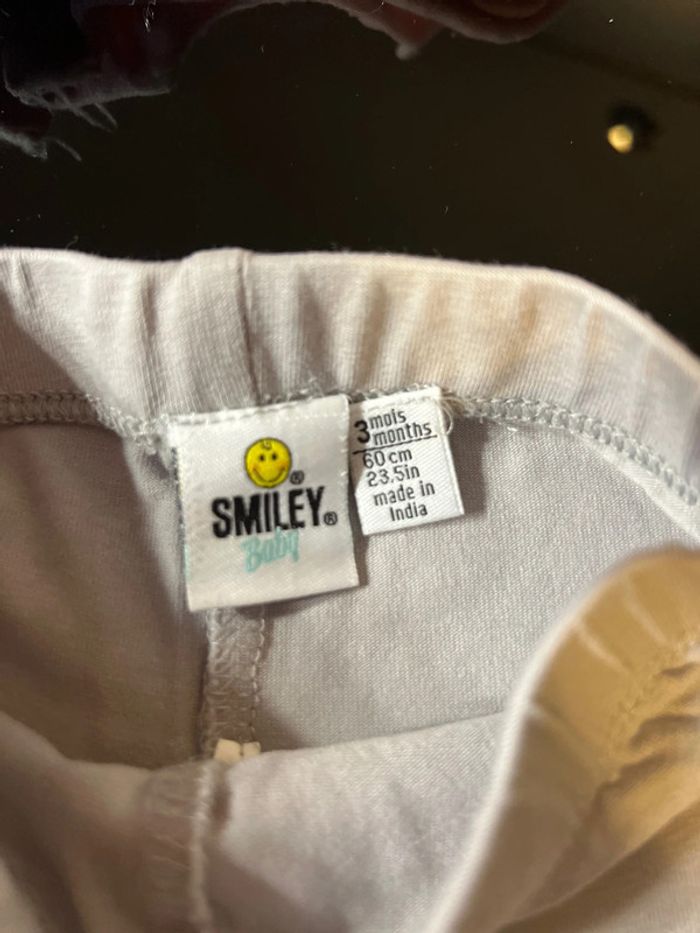 ®
SMILEY®
Baby
3 mois
months
60 cm
23.5in
made in
India